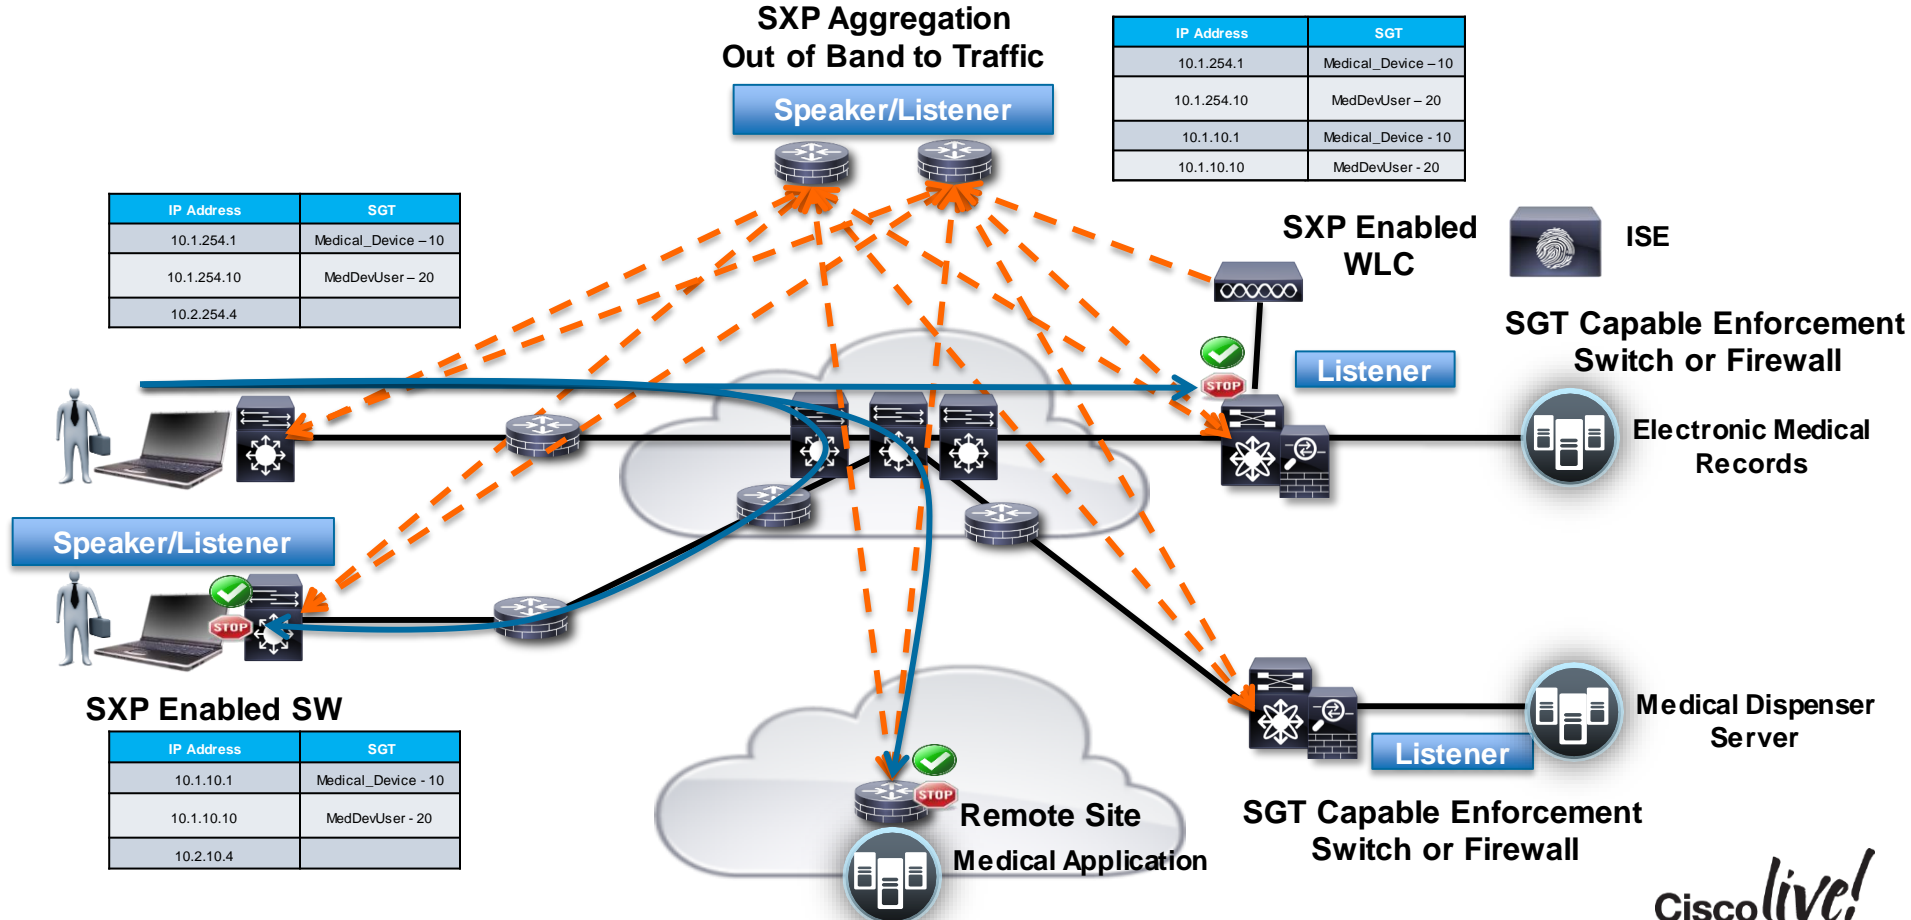 SXP Aggregation
Out of Band to Traffic
Speaker/Listener
IP Address SGT
10.1.254.1 Medical_Device – 10
10.1.254.10 MedDevUser – 20
10.1.10.1 Medical_Device - 10
10.1.10.10 MedDevUser - 20
IP Address SGT
10.1.254.1 Medical_Device – 10
10.1.254.10 MedDevUser – 20
10.2.254.4
SXP Enabled
WLC
ISE
SGT Capable Enforcement
Switch or Firewall
Listener
STOP
Electronic Medical
Records
Speaker/Listener
STOP
SXP Enabled SW
IP Address SGT
10.1.10.1 Medical_Device - 10
10.1.10.10 MedDevUser - 20
10.2.10.4
STOP
Remote Site
Medical Application
Medical Dispenser
Server
Listener
SGT Capable Enforcement
Switch or Firewall
Cisco live!